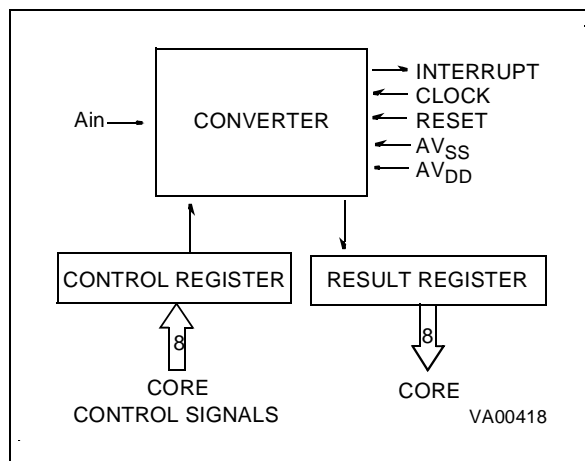 INTERRUPT
CLOCK
Ain
CONVERTER
RESET
AVSS
AVDD
CONTROL REGISTER
RESULT REGISTER
8
8
CORE
CONTROL SIGNALS
CORE
VA00418